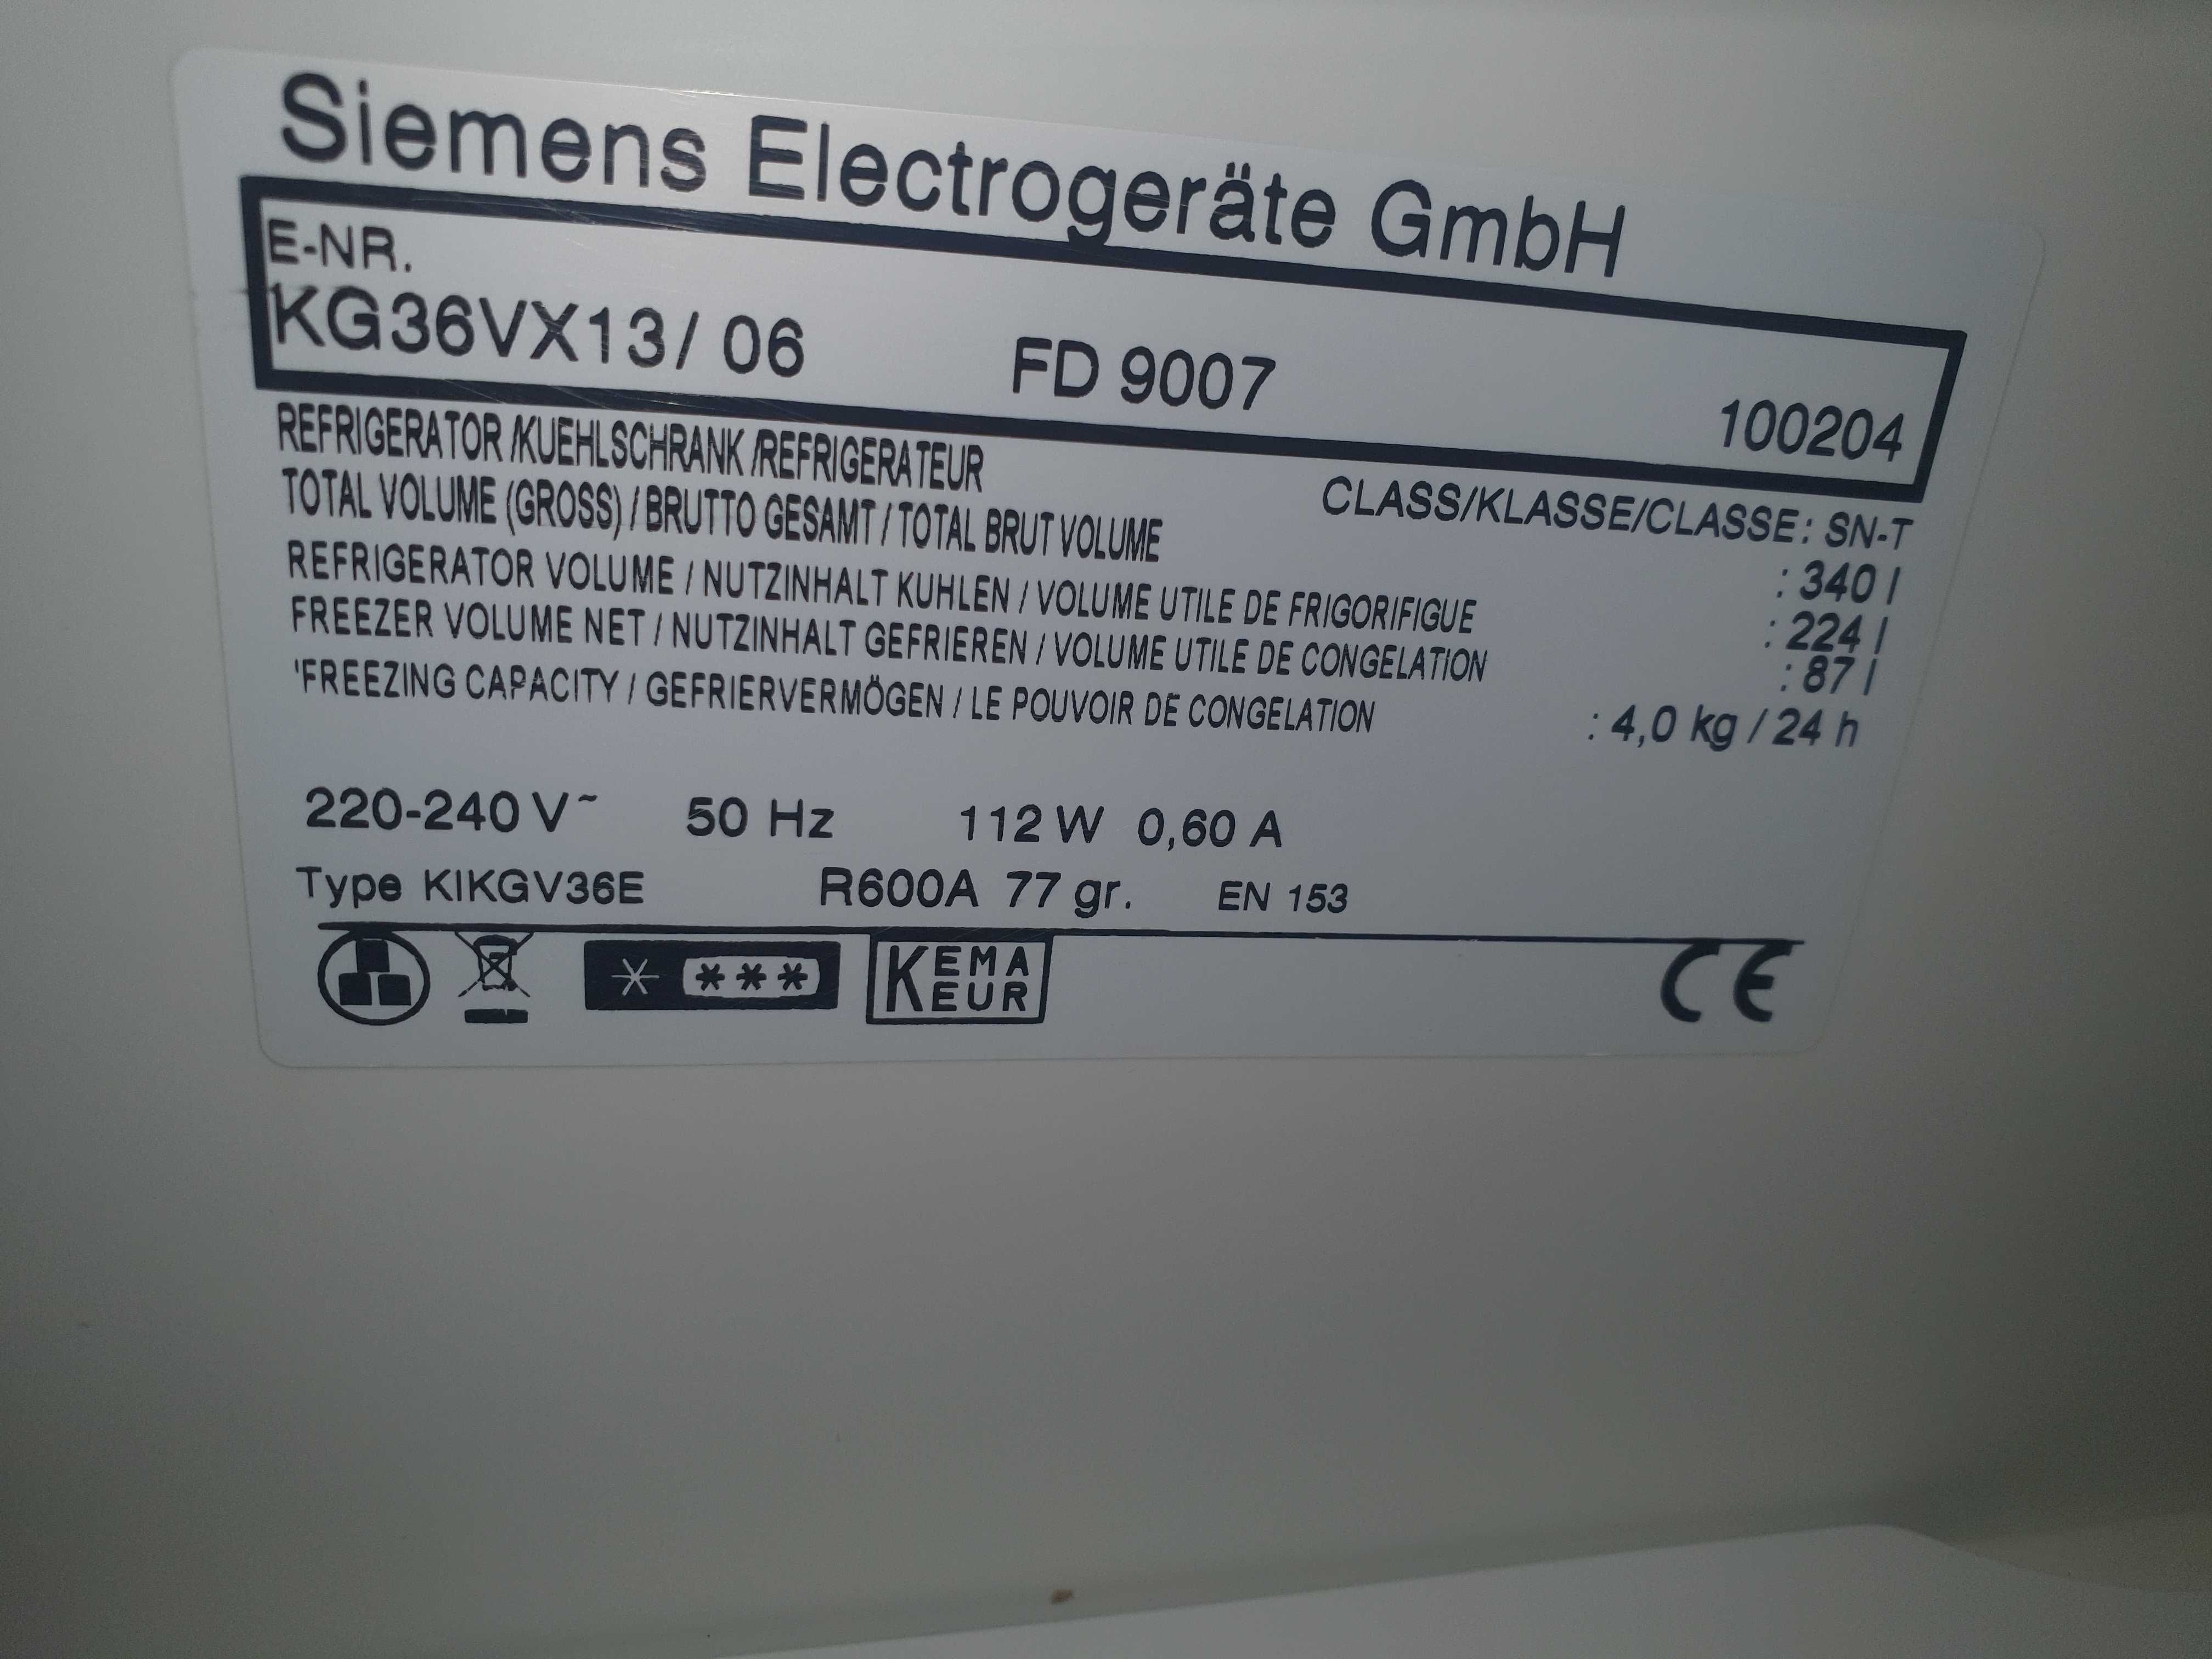 Siemens Electrogeräte GmbH
E-NR.
KG36VX13/ 06 FD 9007 100204
REFRIGERATOR /KUEHLSCHRANK /REFRIGERATEUR CLASS/KLASSE/CLASSE: SN-T
TOTAL VOLUME (GROSS) / BRUTTO GESAMT / TOTAL BRUT VOLUME : 340 l
REFRIGERATOR VOLUME / NUTZINHALT KUHLEN / VOLUME UTILE DE FRIGORIFIGUE : 224 l
FREEZER VOLUME NET / NUTZINHALT GEFRIEREN / VOLUME UTILE DE CONGELATION : 87 l
'FREEZING CAPACITY / GEFRIERVERMÖGEN / LE POUVOIR DE CONGELATION : 4,0 kg / 24 h
220-240 V~ 50 Hz 112 W 0,60 A
Type KIKGV36E R600A 77 gr. EN 153
KEMA
KEUR
CE